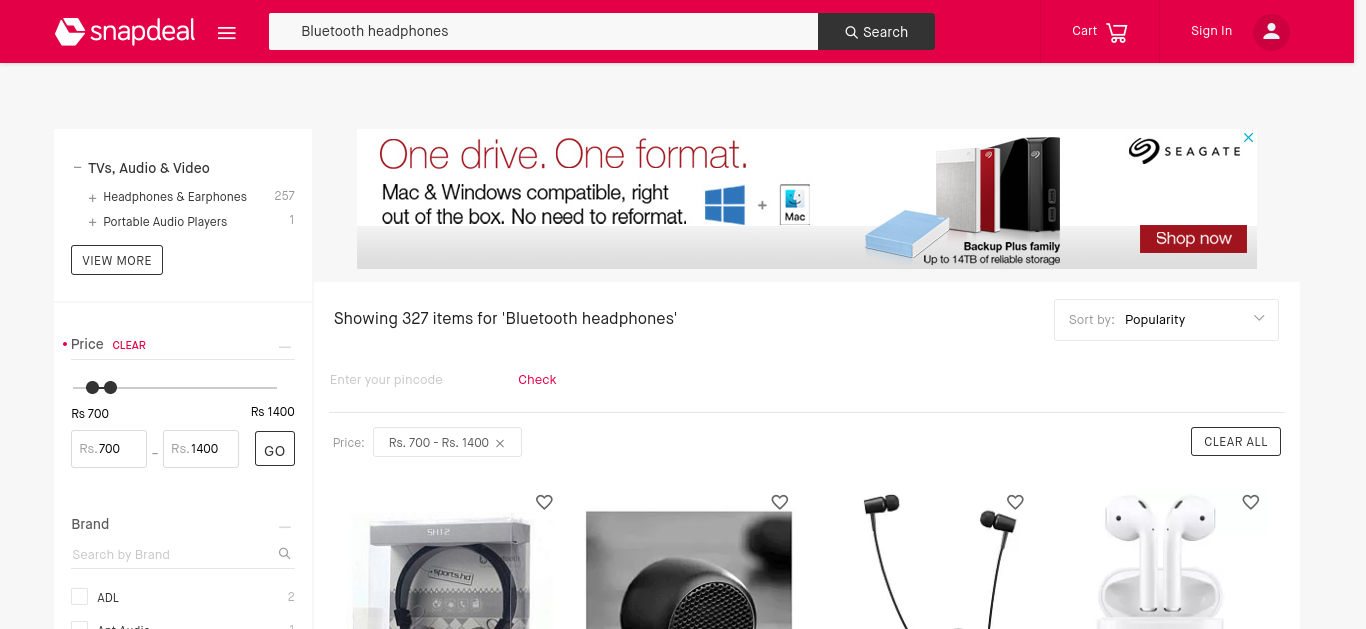 snapdeal
Bluetooth headphones
Search
Cart
Sign In
TVs, Audio & Video
Headphones & Earphones 257
Portable Audio Players 1
VIEW MORE
One drive. One format.
Mac & Windows compatible, right
out of the box. No need to reformat.
+
Mac
Backup Plus family
Up to 14TB of reliable storage
SEAGATE
Shop now
Showing 327 items for 'Bluetooth headphones'
Sort by: Popularity
Price CLEAR
Rs 700 Rs 1400
Rs. 700 - Rs. 1400 GO
Enter your pincode Check
Price: Rs. 700 - Rs. 1400
CLEAR ALL
Brand
Search by Brand
ADL 2
SH12
sports.hd